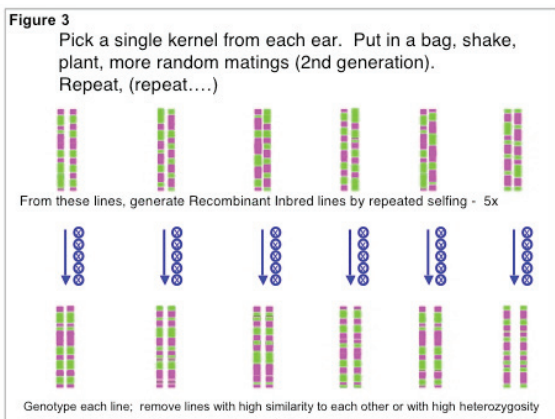 Figure 3
Pick a single kernel from each ear. Put in a bag, shake,
plant, more random matings (2nd generation).
Repeat, (repeat....)
From these lines, generate Recombinant Inbred lines by repeated selfing - 5x
Genotype each line; remove lines with high similarity to each other or with high heterozygosity